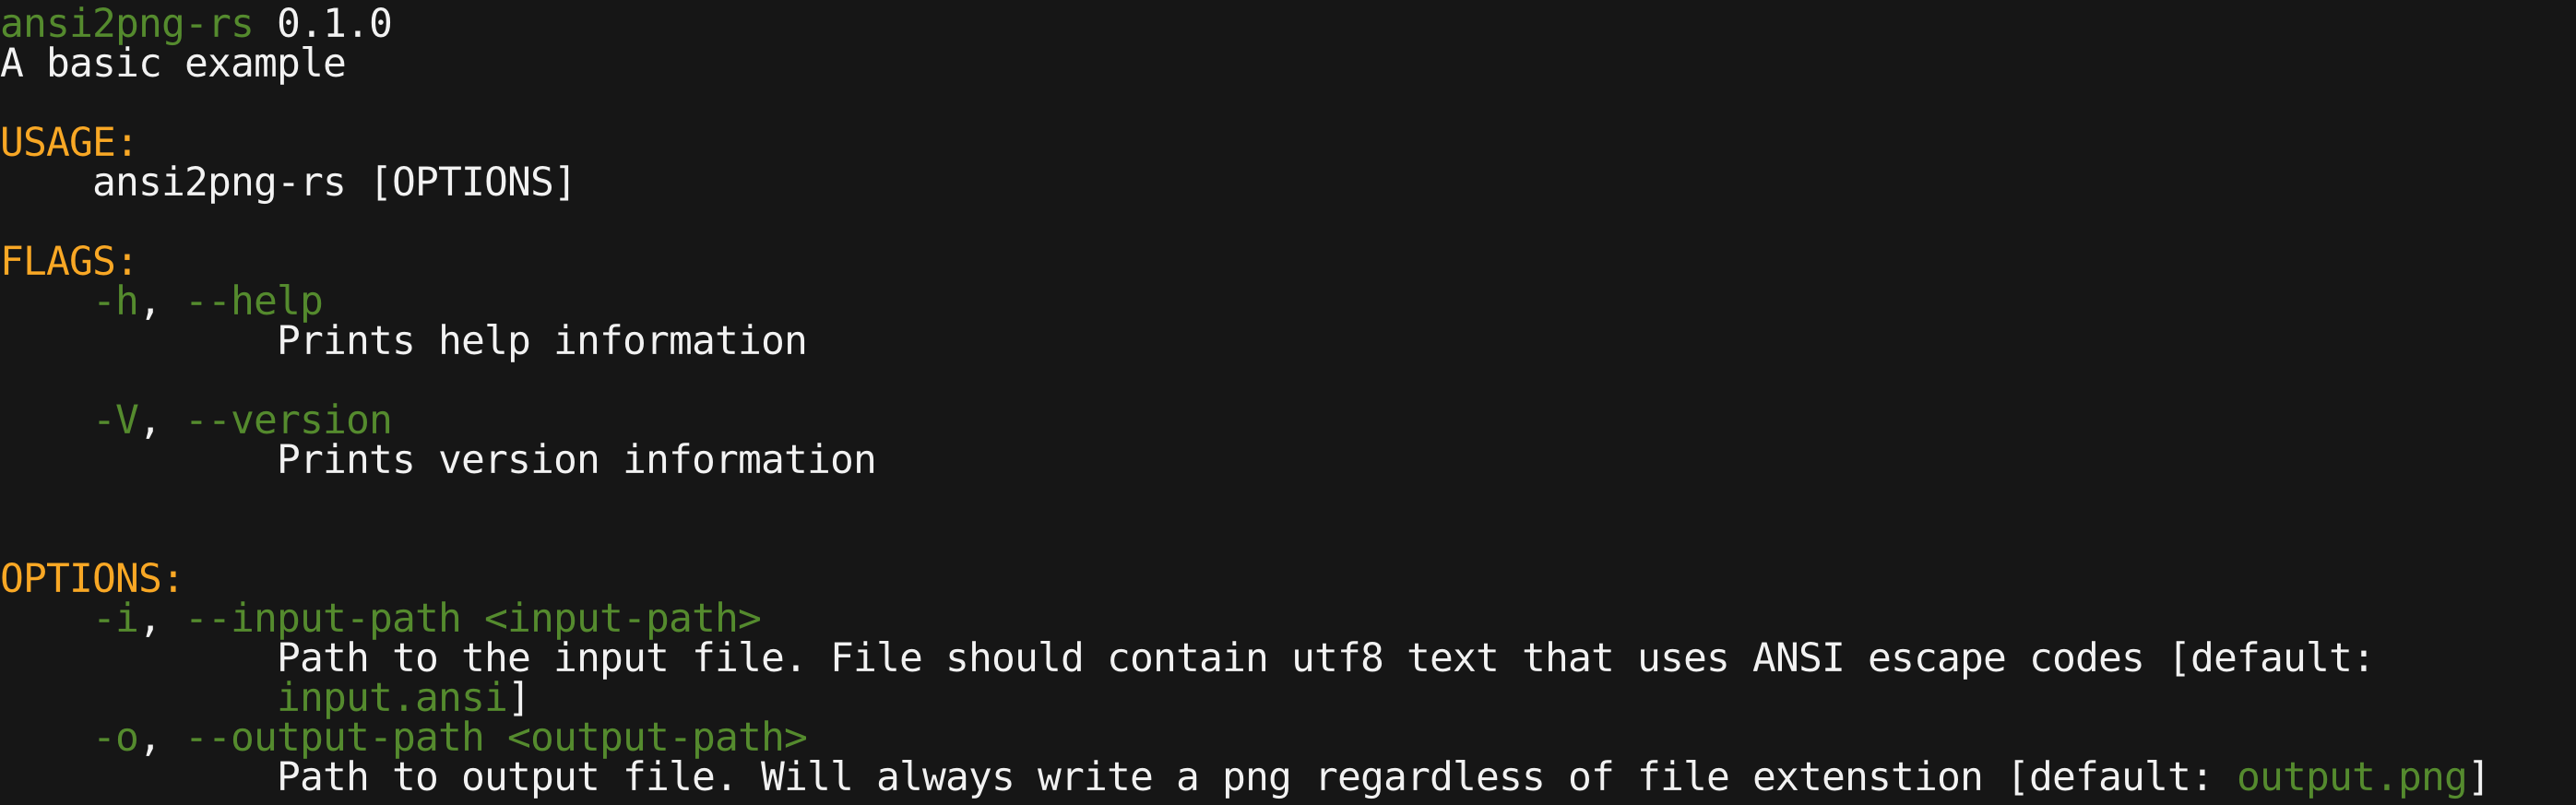 ansi2png-rs 0.1.0
A basic example
USAGE:
ansi2png-rs [OPTIONS]
FLAGS:
-h, --help
Prints help information
-V, --version
Prints version information
OPTIONS:
-i, --input-path <input-path>
Path to the input file. File should contain utf8 text that uses ANSI escape codes [default:
input.ansi]
-o, --output-path <output-path>
Path to output file. Will always write a png regardless of file extenstion [default: output.png]